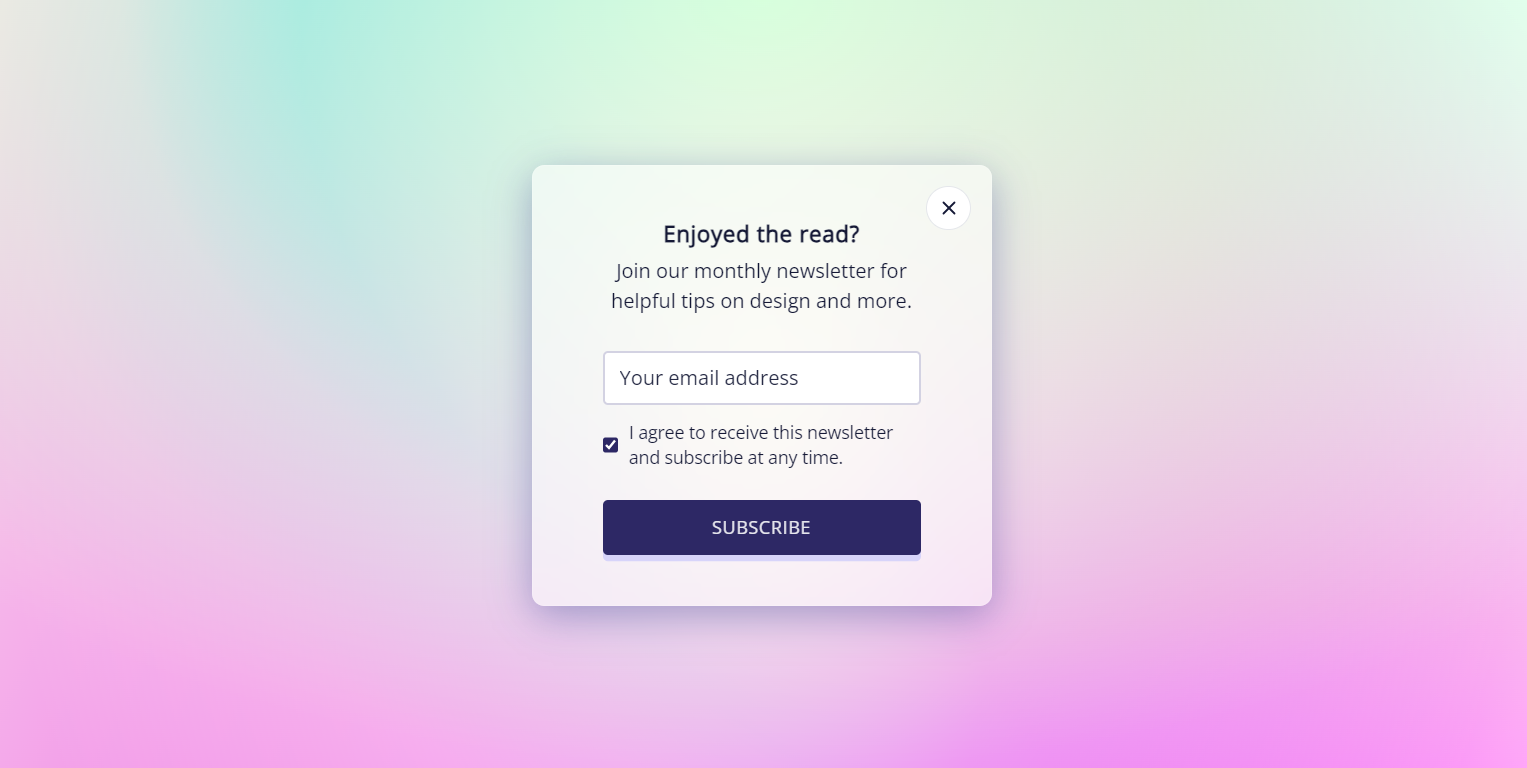 Enjoyed the read?
Join our monthly newsletter for
helpful tips on design and more.
Your email address
I agree to receive this newsletter
and subscribe at any time.
SUBSCRIBE